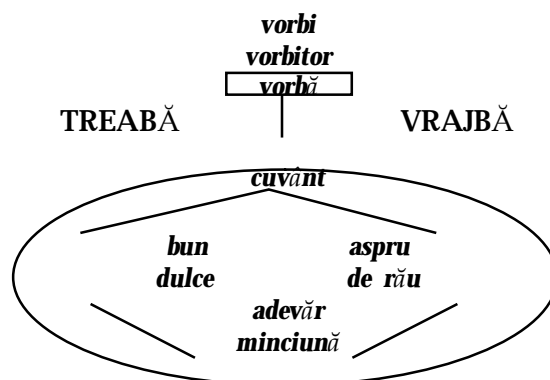 vorbi
vorbitor
vorbă
TREABĂ VRAJBĂ
cuvânt
bun aspru
dulce de rău
adevăr
minciună